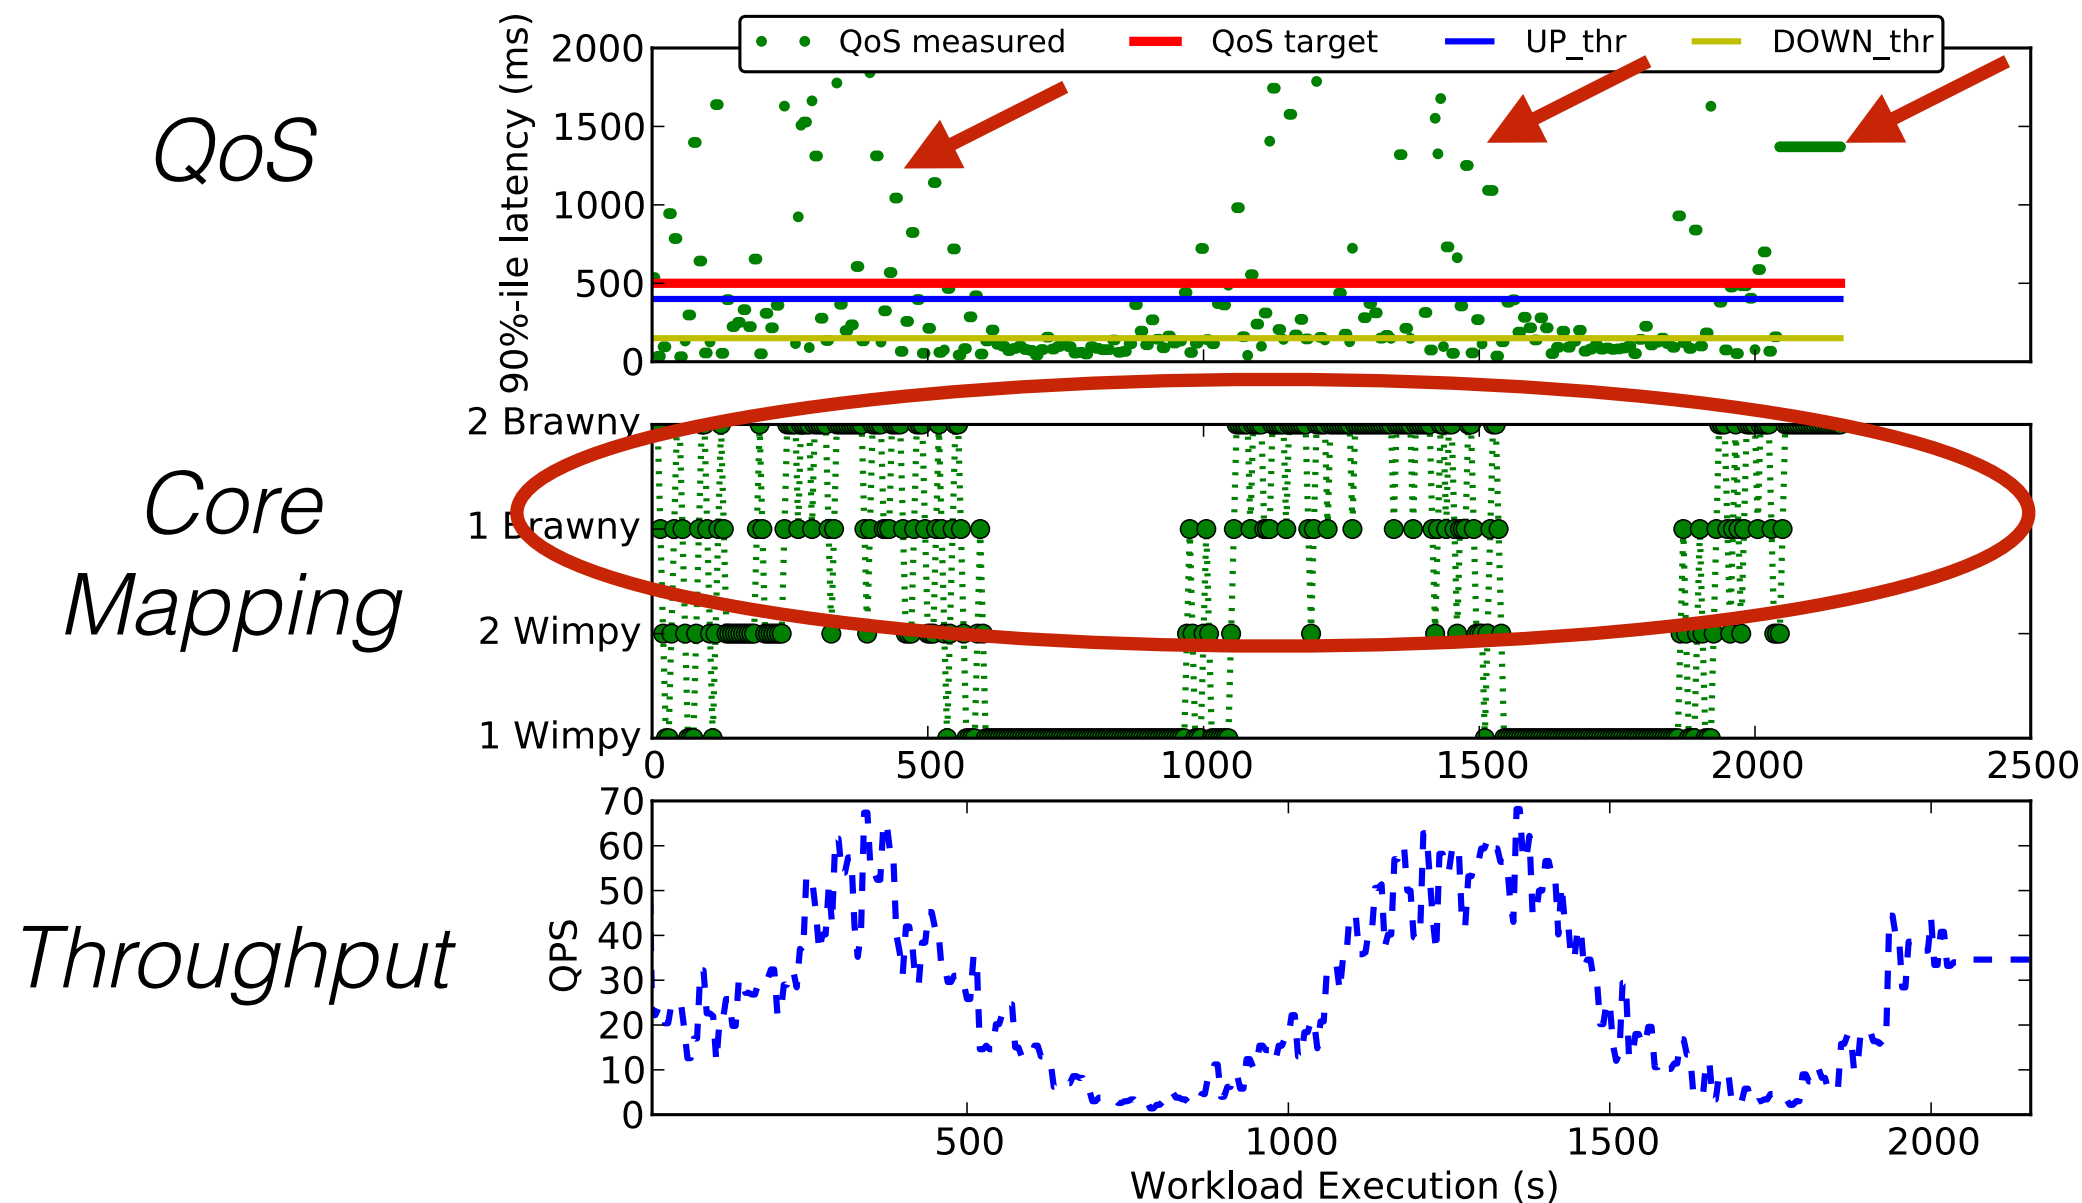 QoS measured QoS target UP_thr DOWN_thr
QoS
90%-ile latency (ms)
2000
1500
1000
500
0
Core
Mapping
2 Brawny
1 Brawny
2 Wimpy
1 Wimpy
0 500 1000 1500 2000 2500
Throughput
QPS
70
60
50
40
30
20
10
0
500 1000 1500 2000
Workload Execution (s)